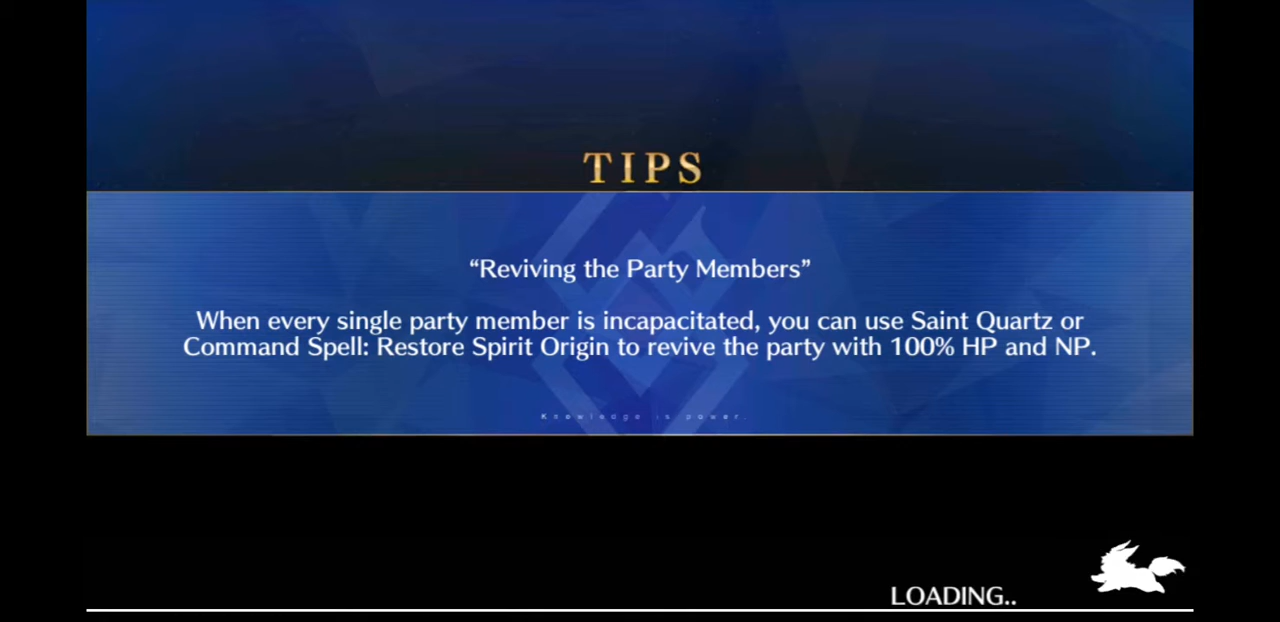 TIPS
“Reviving the Party Members”
When every single party member is incapacitated, you can use Saint Quartz or
Command Spell: Restore Spirit Origin to revive the party with 100% HP and NP.
Knowledge is power.
LOADING..